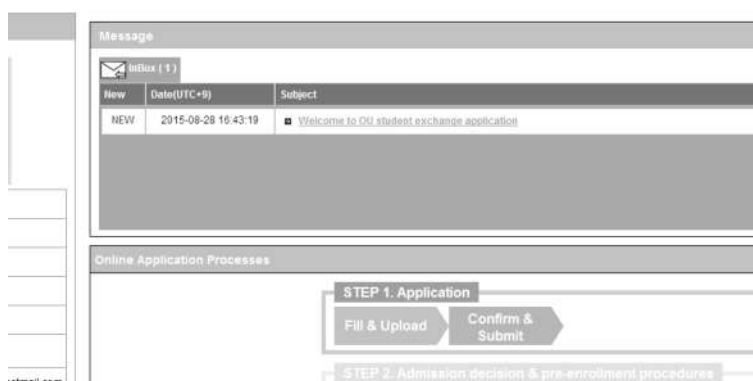 Message
InBox ( 1 )
New Date(UTC+9) Subject
NEW 2015-08-28 16:43:19 Welcome to OU student exchange application
Online Application Processes
STEP 1. Application
Fill & Upload
Confirm &
Submit
STEP 2. Admission decision & pre-enrollment procedures